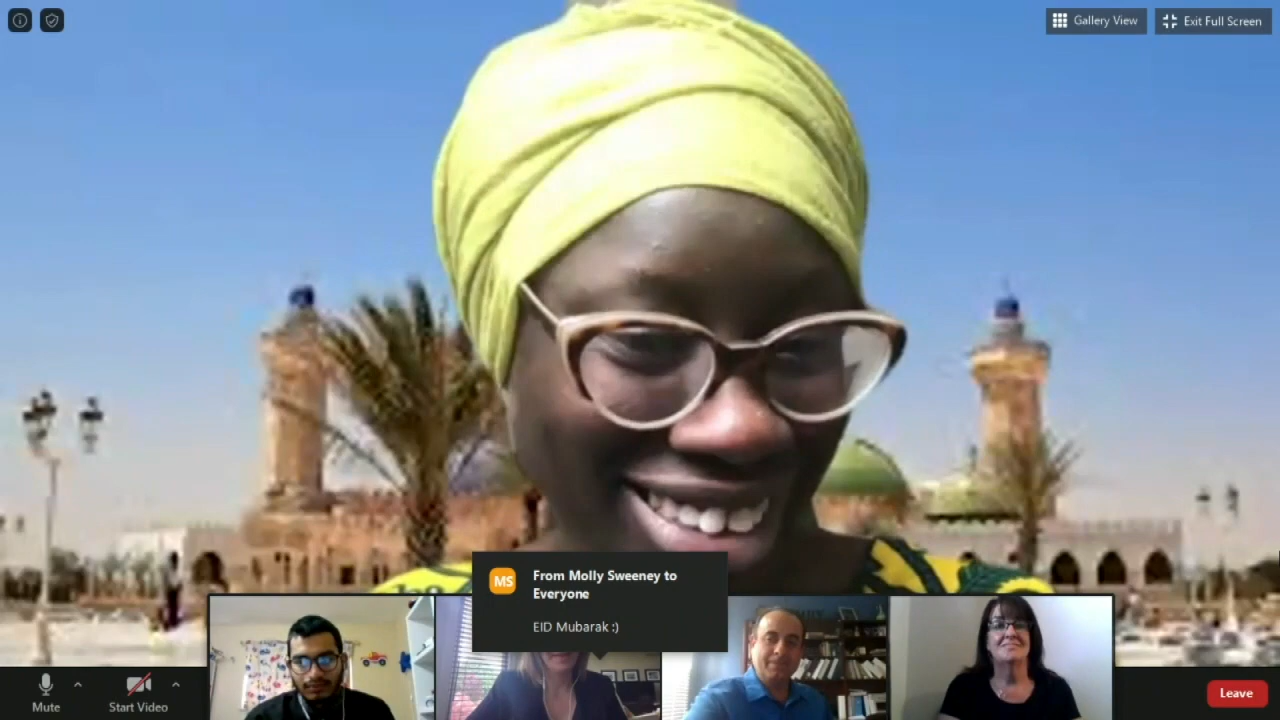 Gallery View
Exit Full Screen
MS
From Molly Sweeney to
Everyone
EID Mubarak :)
Mute
Start Video
Leave